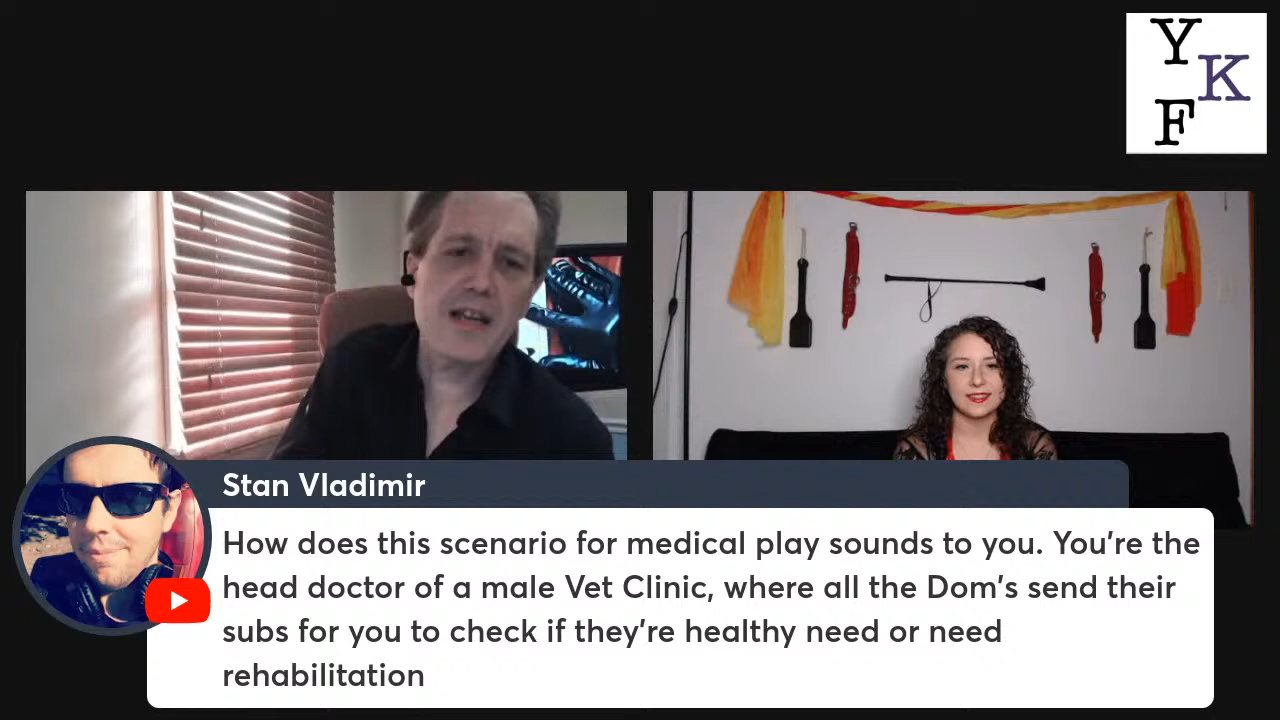 Y
K
F
Stan Vladimir
How does this scenario for medical play sounds to you. You're the
head doctor of a male Vet Clinic, where all the Dom's send their
subs for you to check if they're healthy need or need
rehabilitation